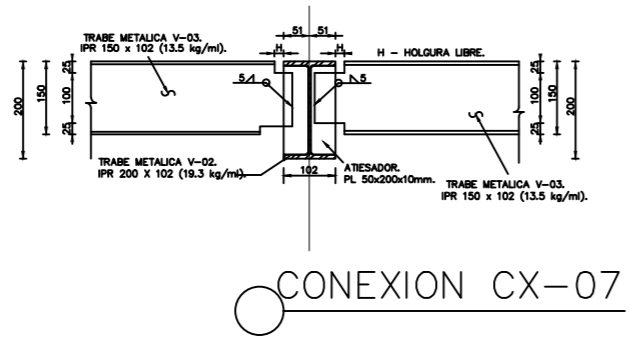 51 51
H H
H - HOLGURA LIBRE.
TRABE METALICA V-03.
IPR 150 x 102 (13.5 kg/ml).
200
150
25
100
25
5
5
25
100
25
150
200
TRABE METALICA V-02.
IPR 200 X 102 (19.3 kg/ml).
102
ATIESADOR.
PL 50x200x10mm.
TRABE METALICA V-03.
IPR 150 x 102 (13.5 kg/ml).
CONEXION CX-07